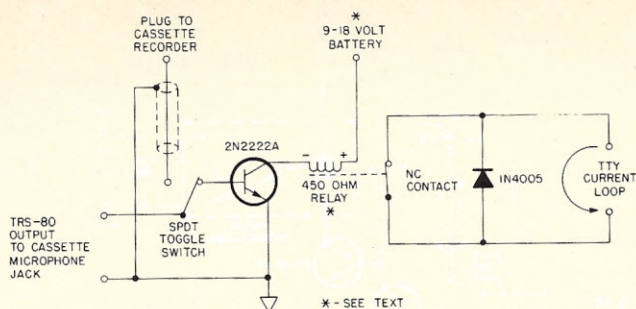 PLUG TO
CASSETTE
RECORDER
*
9-18 VOLT
BATTERY
2N2222A
- +
450 OHM
RELAY
*
NC
CONTACT
1N4005
TTY
CURRENT
LOOP
TRS-80
OUTPUT
TO CASSETTE
MICROPHONE
JACK
SPDT
TOGGLE
SWITCH
* - SEE TEXT